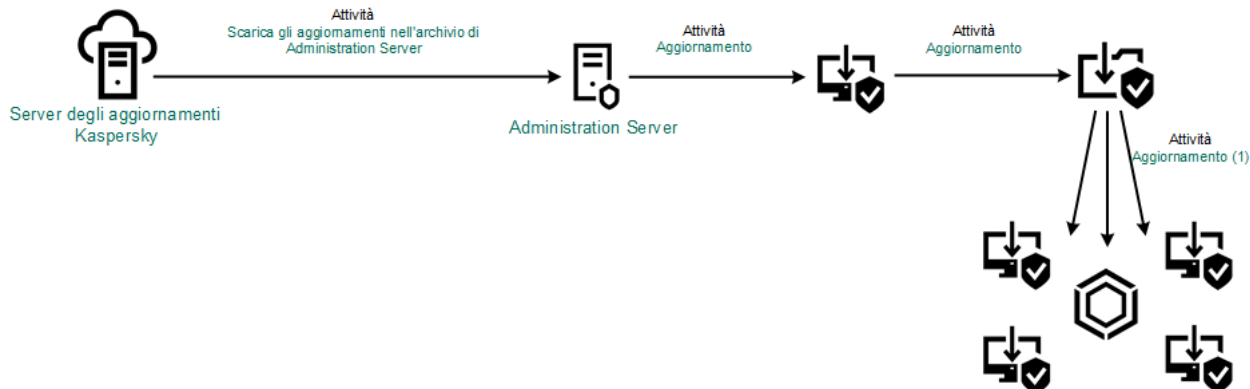 Attività
Scarica gli aggiornamenti nell'archivio di
Administration Server
Attività
Aggiornamento
Attività
Aggiornamento
Server degli aggiornamenti
Kaspersky
Administration Server
Attività
Aggiornamento (1)